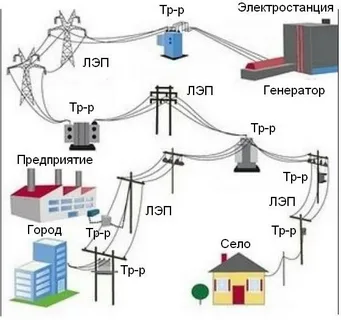 Тр-р
Электростанция
ЛЭП
Генератор
ЛЭП
Тр-р
Тр-р
Предприятие
Тр-р
ЛЭП
ЛЭП
Город
Тр-р
Село
Тр-р
Тр-р